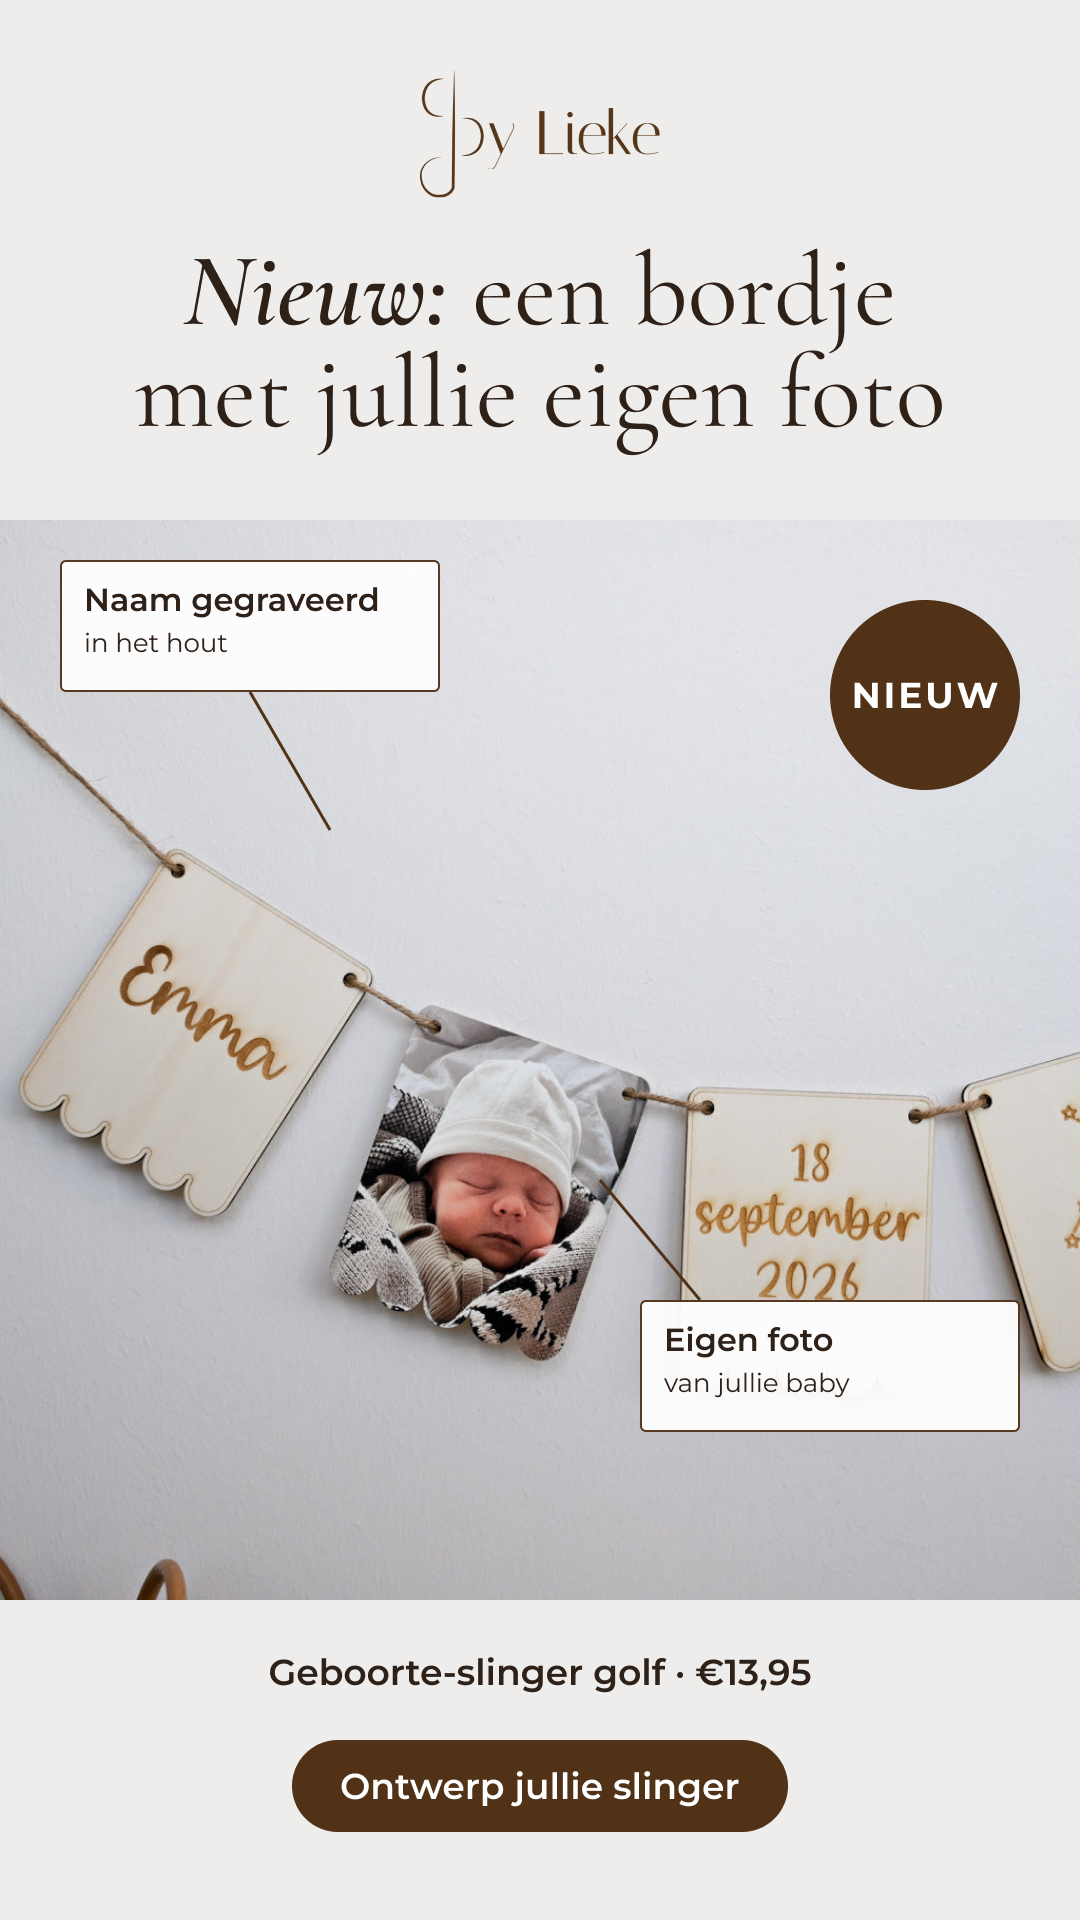 Joy Lieke
Nieuw: een bordje
met jullie eigen foto
Naam gegraveerd
in het hout
NIEUW
Emma
18
september
2026
Eigen foto
van jullie baby
Geboorte-slinger golf · €13,95
Ontwerp jullie slinger